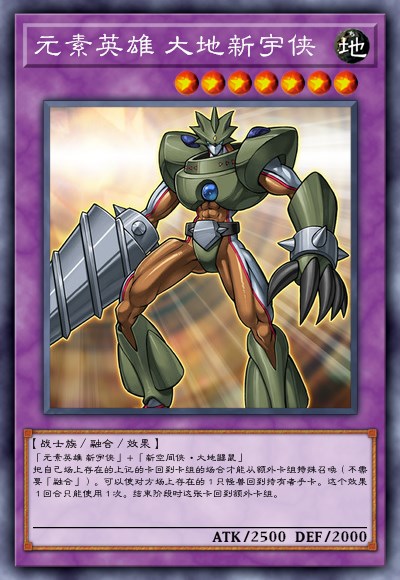 元素英雄 大地新宇侠 地
【战士族／融合／效果】
「元素英雄 新宇侠」＋「新空间侠·大地鼹鼠」
把自己场上存在的上记的卡回到卡组的场合才能从额外卡组特殊召唤（不需
要「融合」）。可以使对方场上存在的1只怪兽回到持有者手卡。这个效果
1回合只能使用1次。结束阶段时这张卡回到额外卡组。
ATK/2500 DEF/2000